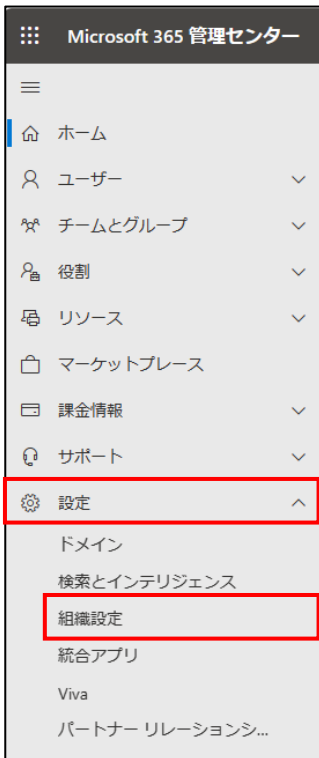 Microsoft 365 管理センター
ホーム
ユーザー
チームとグループ
役割
リソース
マーケットプレース
課金情報
サポート
設定
ドメイン
検索とインテリジェンス
組織設定
統合アプリ
Viva
パートナー リレーションシ...